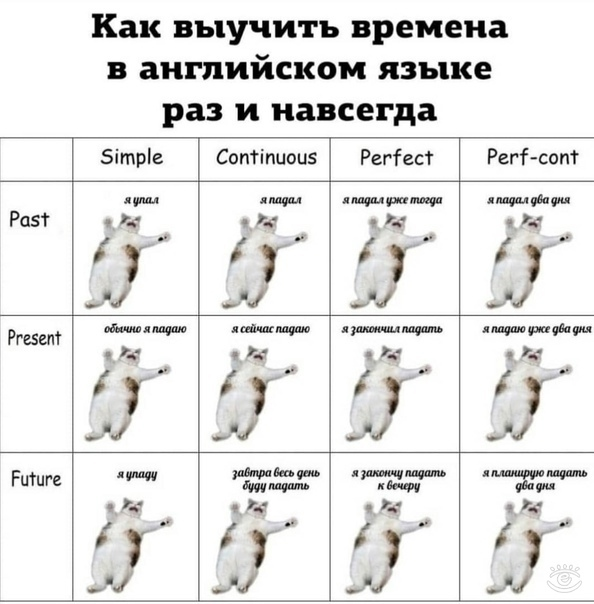 Как выучить времена
в английском языке
раз и навсегда
Simple Continuous Perfect Perf-cont
Past
я упал
я падал
я падал уже тогда
я падал два дня
Present
обычно я падаю
я сейчас падаю
я закончил падать
я падаю уже два дня
Future
я упаду
завтра весь день
буду падать
я закончу падать
к вечеру
я планирую падать
два дня